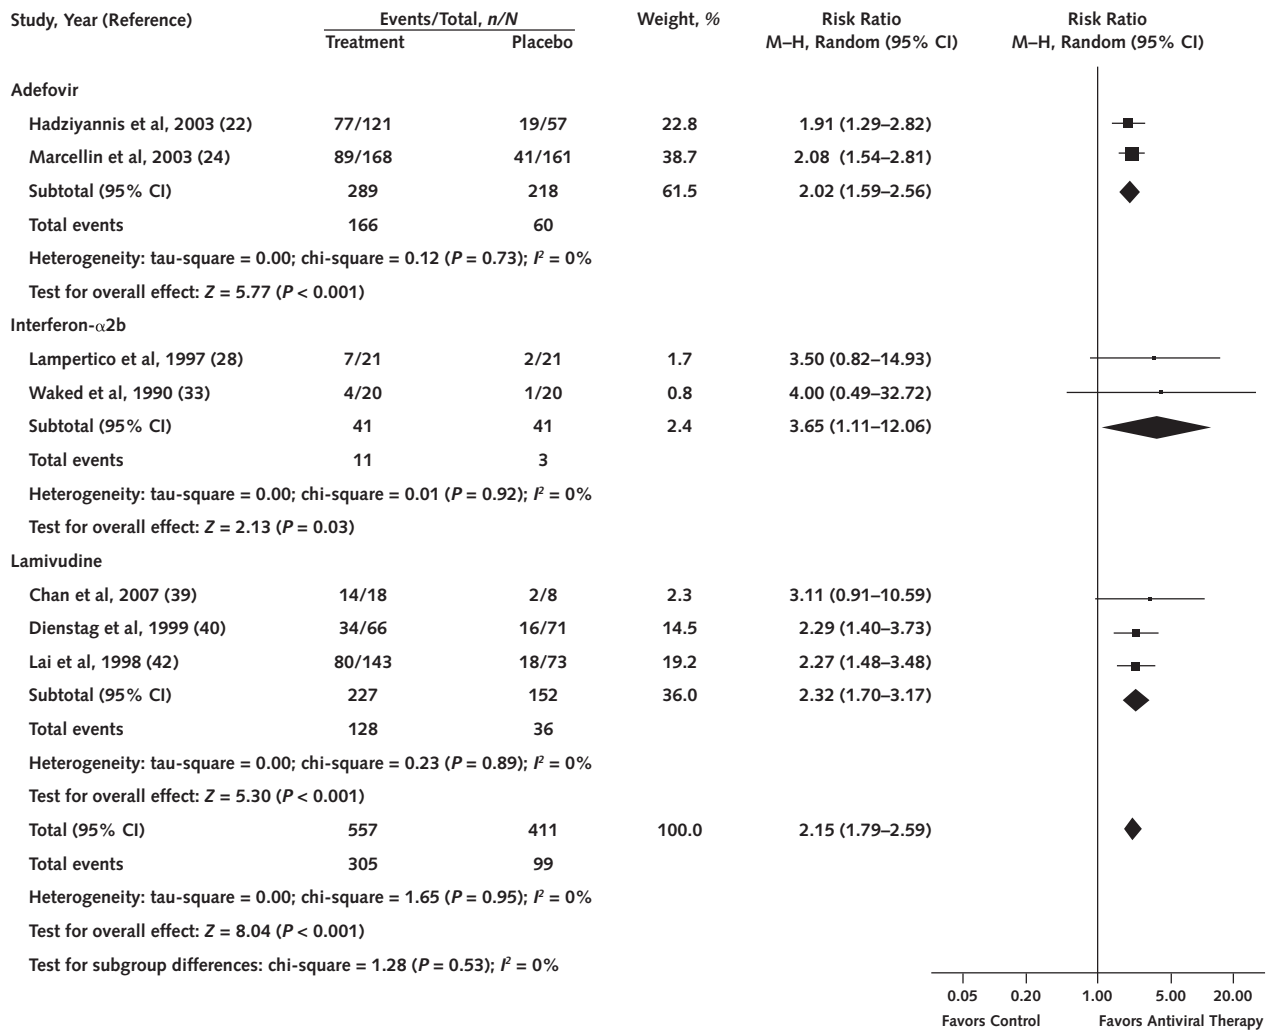 Study, Year (Reference) Events/Total, n/N Weight, % Risk Ratio Risk Ratio
Treatment Placebo M–H, Random (95% CI) M–H, Random (95% CI)
Adefovir
Hadziyannis et al, 2003 (22) 77/121 19/57 22.8 1.91 (1.29–2.82)
Marcellin et al, 2003 (24) 89/168 41/161 38.7 2.08 (1.54–2.81)
Subtotal (95% CI) 289 218 61.5 2.02 (1.59–2.56)
Total events 166 60
Heterogeneity: tau-square = 0.00; chi-square = 0.12 (P = 0.73); I² = 0%
Test for overall effect: Z = 5.77 (P < 0.001)
Interferon-α2b
Lampertico et al, 1997 (28) 7/21 2/21 1.7 3.50 (0.82–14.93)
Waked et al, 1990 (33) 4/20 1/20 0.8 4.00 (0.49–32.72)
Subtotal (95% CI) 41 41 2.4 3.65 (1.11–12.06)
Total events 11 3
Heterogeneity: tau-square = 0.00; chi-square = 0.01 (P = 0.92); I² = 0%
Test for overall effect: Z = 2.13 (P = 0.03)
Lamivudine
Chan et al, 2007 (39) 14/18 2/8 2.3 3.11 (0.91–10.59)
Dienstag et al, 1999 (40) 34/66 16/71 14.5 2.29 (1.40–3.73)
Lai et al, 1998 (42) 80/143 18/73 19.2 2.27 (1.48–3.48)
Subtotal (95% CI) 227 152 36.0 2.32 (1.70–3.17)
Total events 128 36
Heterogeneity: tau-square = 0.00; chi-square = 0.23 (P = 0.89); I² = 0%
Test for overall effect: Z = 5.30 (P < 0.001)
Total (95% CI) 557 411 100.0 2.15 (1.79–2.59)
Total events 305 99
Heterogeneity: tau-square = 0.00; chi-square = 1.65 (P = 0.95); I² = 0%
Test for overall effect: Z = 8.04 (P < 0.001)
Test for subgroup differences: chi-square = 1.28 (P = 0.53); I² = 0%
0.05 0.20 1.00 5.00 20.00
Favors Control Favors Antiviral Therapy